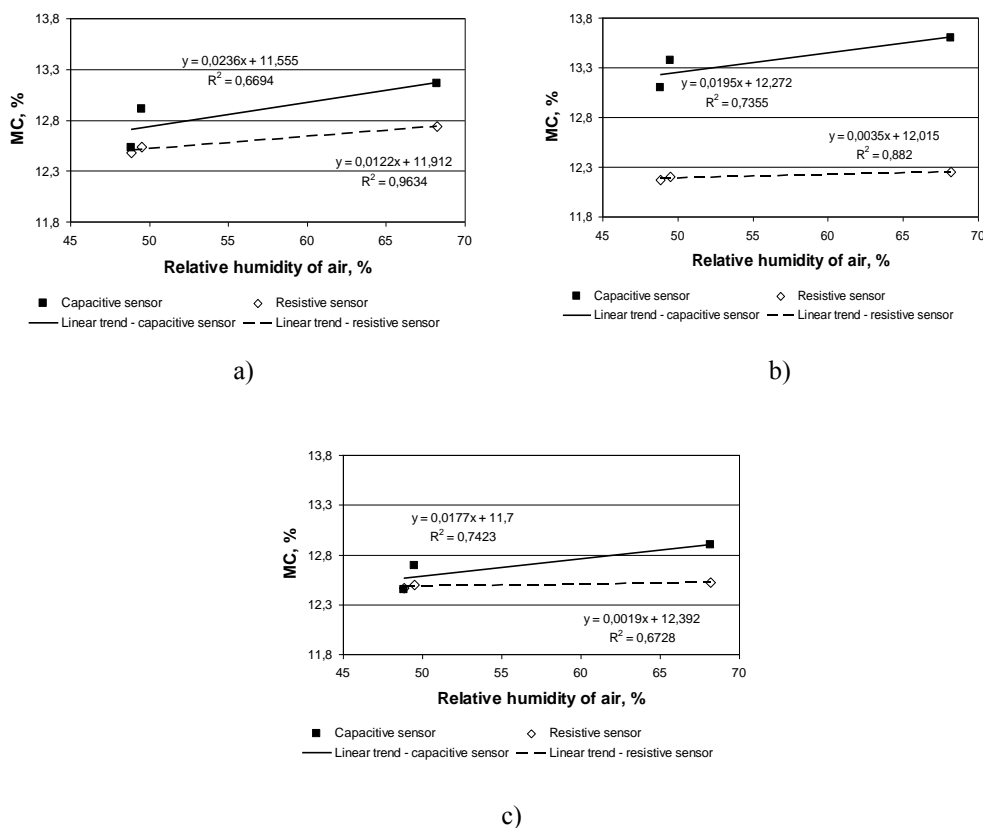 13,8
13,3
12,8
12,3
11,8
MC, %
y = 0,0236x + 11,555
R² = 0,6694
y = 0,0122x + 11,912
R² = 0,9634
45 50 55 60 65 70
Relative humidity of air, %
Capacitive sensor Resistive sensor
Linear trend - capacitive sensor Linear trend - resistive sensor
a)
13,8
13,3
12,8
12,3
11,8
MC, %
y = 0,0195x + 12,272
R² = 0,7355
y = 0,0035x + 12,015
R² = 0,882
45 50 55 60 65 70
Relative humidity of air, %
Capacitive sensor Resistive sensor
Linear trend - capacitive sensor Linear trend - resistive sensor
b)
13,8
13,3
12,8
12,3
11,8
MC, %
y = 0,0177x + 11,7
R² = 0,7423
y = 0,0019x + 12,392
R² = 0,6728
45 50 55 60 65 70
Relative humidity of air, %
Capacitive sensor Resistive sensor
Linear trend - capacitive sensor Linear trend - resistive sensor
c)